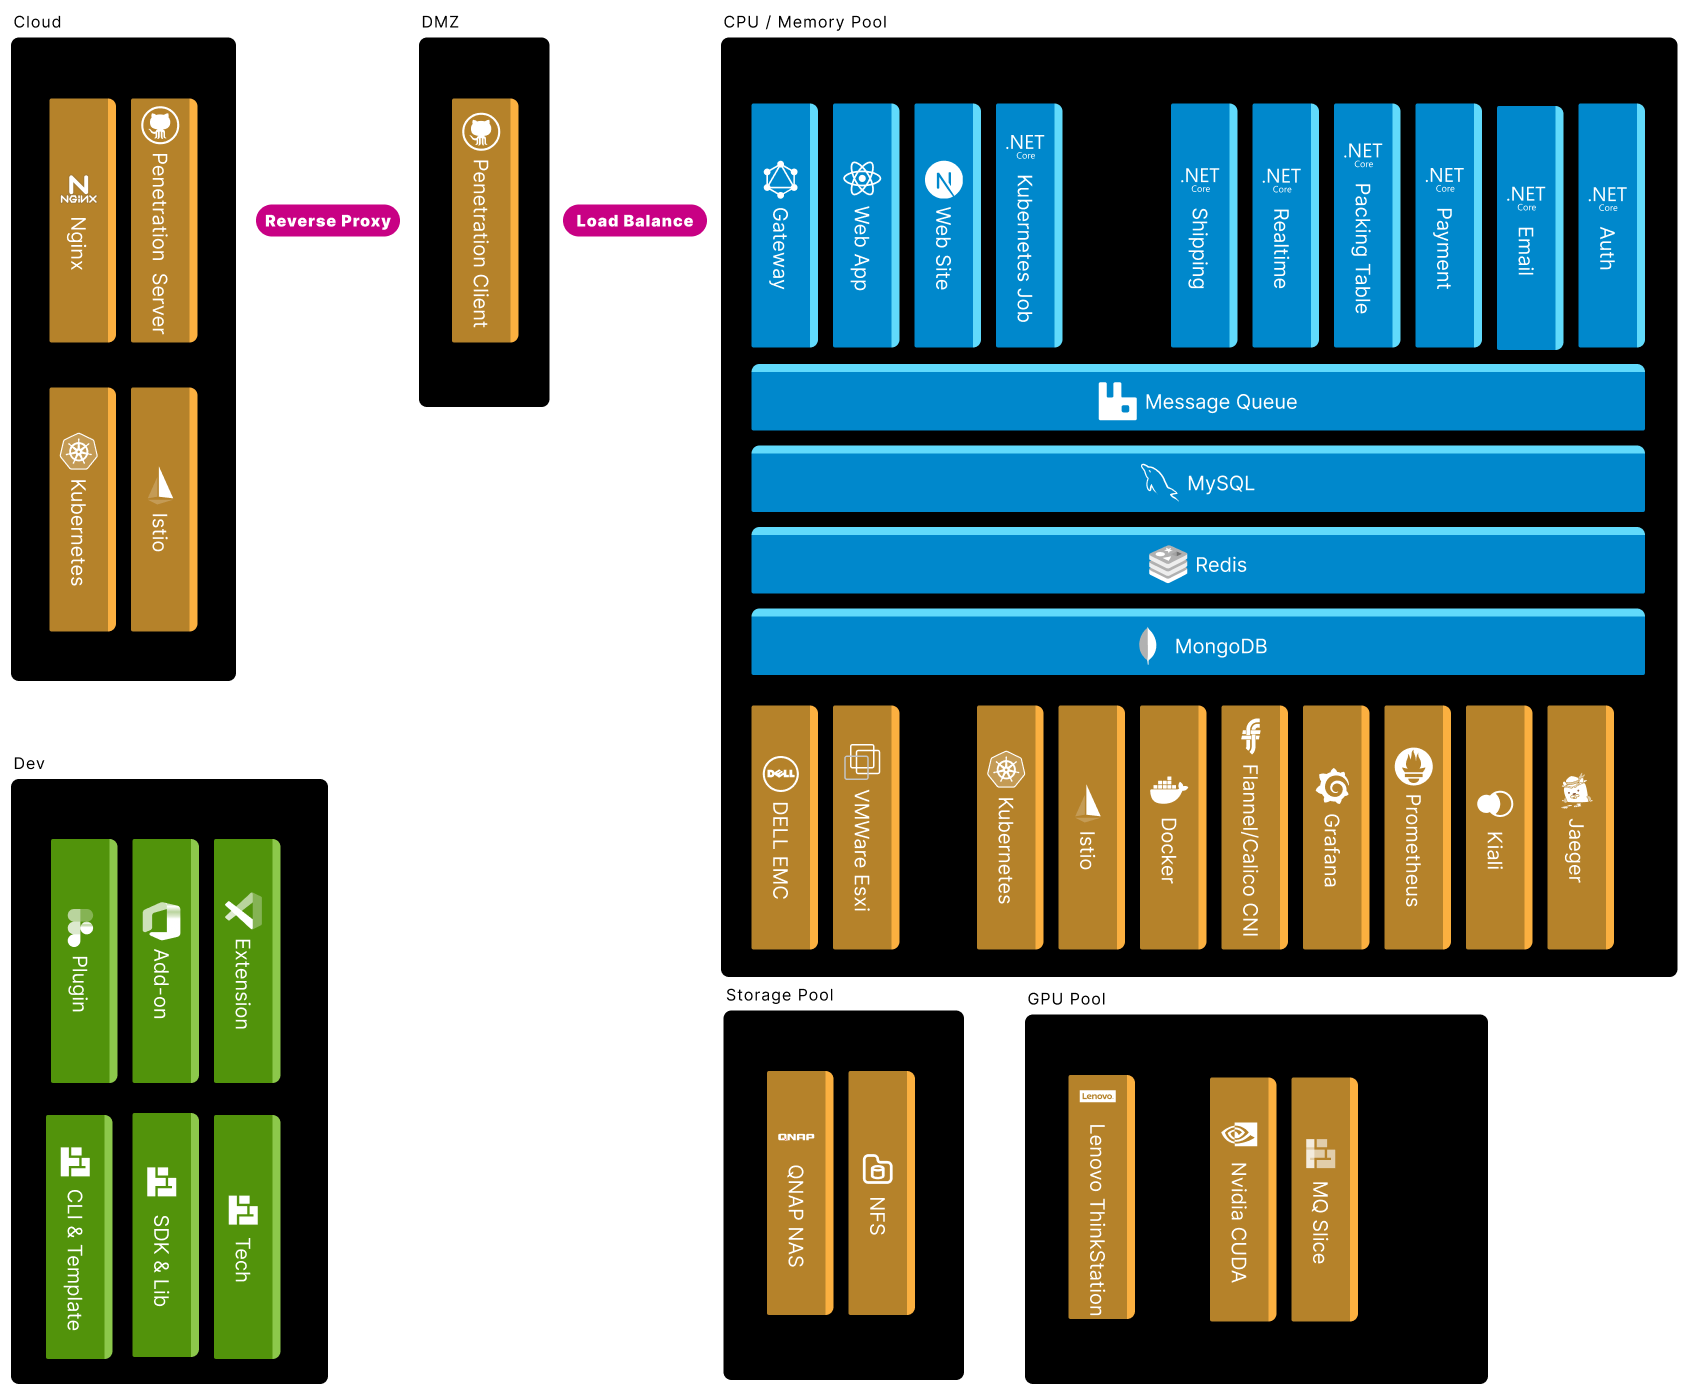 Cloud
NGINX
Nginx
Penetration Server
Kubernetes
Istio
Reverse Proxy
DMZ
Penetration Client
Load Balance
CPU / Memory Pool
Gateway
Web App
N
Web Site
.NET
Core
Kubernetes Job
.NET
Core
Shipping
.NET
Core
Realtime
.NET
Core
Packing Table
.NET
Core
Payment
.NET
Core
Email
.NET
Core
Auth
Message Queue
MySQL
Redis
MongoDB
DELL
DELL EMC
VMWare Esxi
Kubernetes
Istio
Docker
Flannel/Calico CNI
Grafana
Prometheus
Kiali
Jaeger
Dev
Plugin
Add-on
Extension
CLI & Template
SDK & Lib
Tech
Storage Pool
QNAP
QNAP NAS
NFS
GPU Pool
Lenovo
Lenovo ThinkStation
Nvidia CUDA
MQ Slice